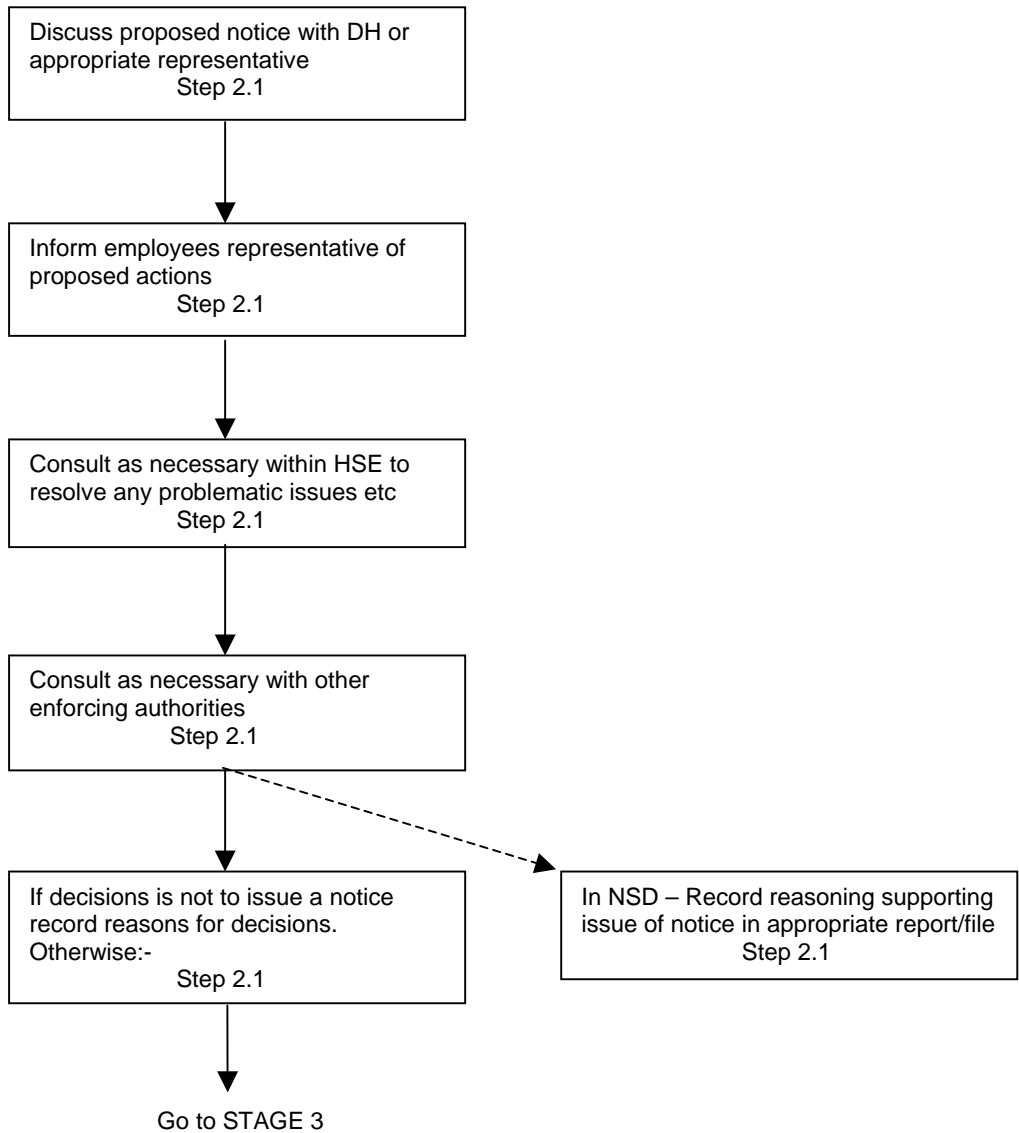 Discuss proposed notice with DH or
appropriate representative
Step 2.1
Inform employees representative of
proposed actions
Step 2.1
Consult as necessary within HSE to
resolve any problematic issues etc
Step 2.1
Consult as necessary with other
enforcing authorities
Step 2.1
If decisions is not to issue a notice
record reasons for decisions.
Otherwise:-
Step 2.1
In NSD – Record reasoning supporting
issue of notice in appropriate report/file
Step 2.1
Go to STAGE 3